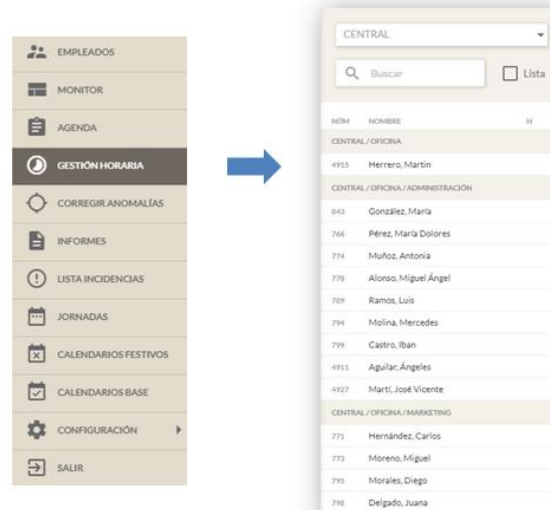 EMPLEADOS
MONITOR
AGENDA
GESTIÓN HORARIA
CORREGIR ANOMALÍAS
INFORMES
LISTA INCIDENCIAS
JORNADAS
CALENDARIOS FESTIVOS
CALENDARIOS BASE
CONFIGURACIÓN
SALIR
CENTRAL
Buscar Lista
NÚM NOMBRE H
CENTRAL / OFICINA
4915 Herrero, Martin
CENTRAL / OFICINA / ADMINISTRACIÓN
843 González, María
766 Pérez, María Dolores
774 Muñoz, Antonia
778 Alonso, Miguel Ángel
789 Ramos, Luis
794 Molina, Mercedes
799 Castro, Iban
4911 Aguilar, Ángeles
4927 Martí, José Vicente
CENTRAL / OFICINA / MARKETING
771 Hernández, Carlos
773 Moreno, Miguel
795 Morales, Diego
798 Delgado, Juana